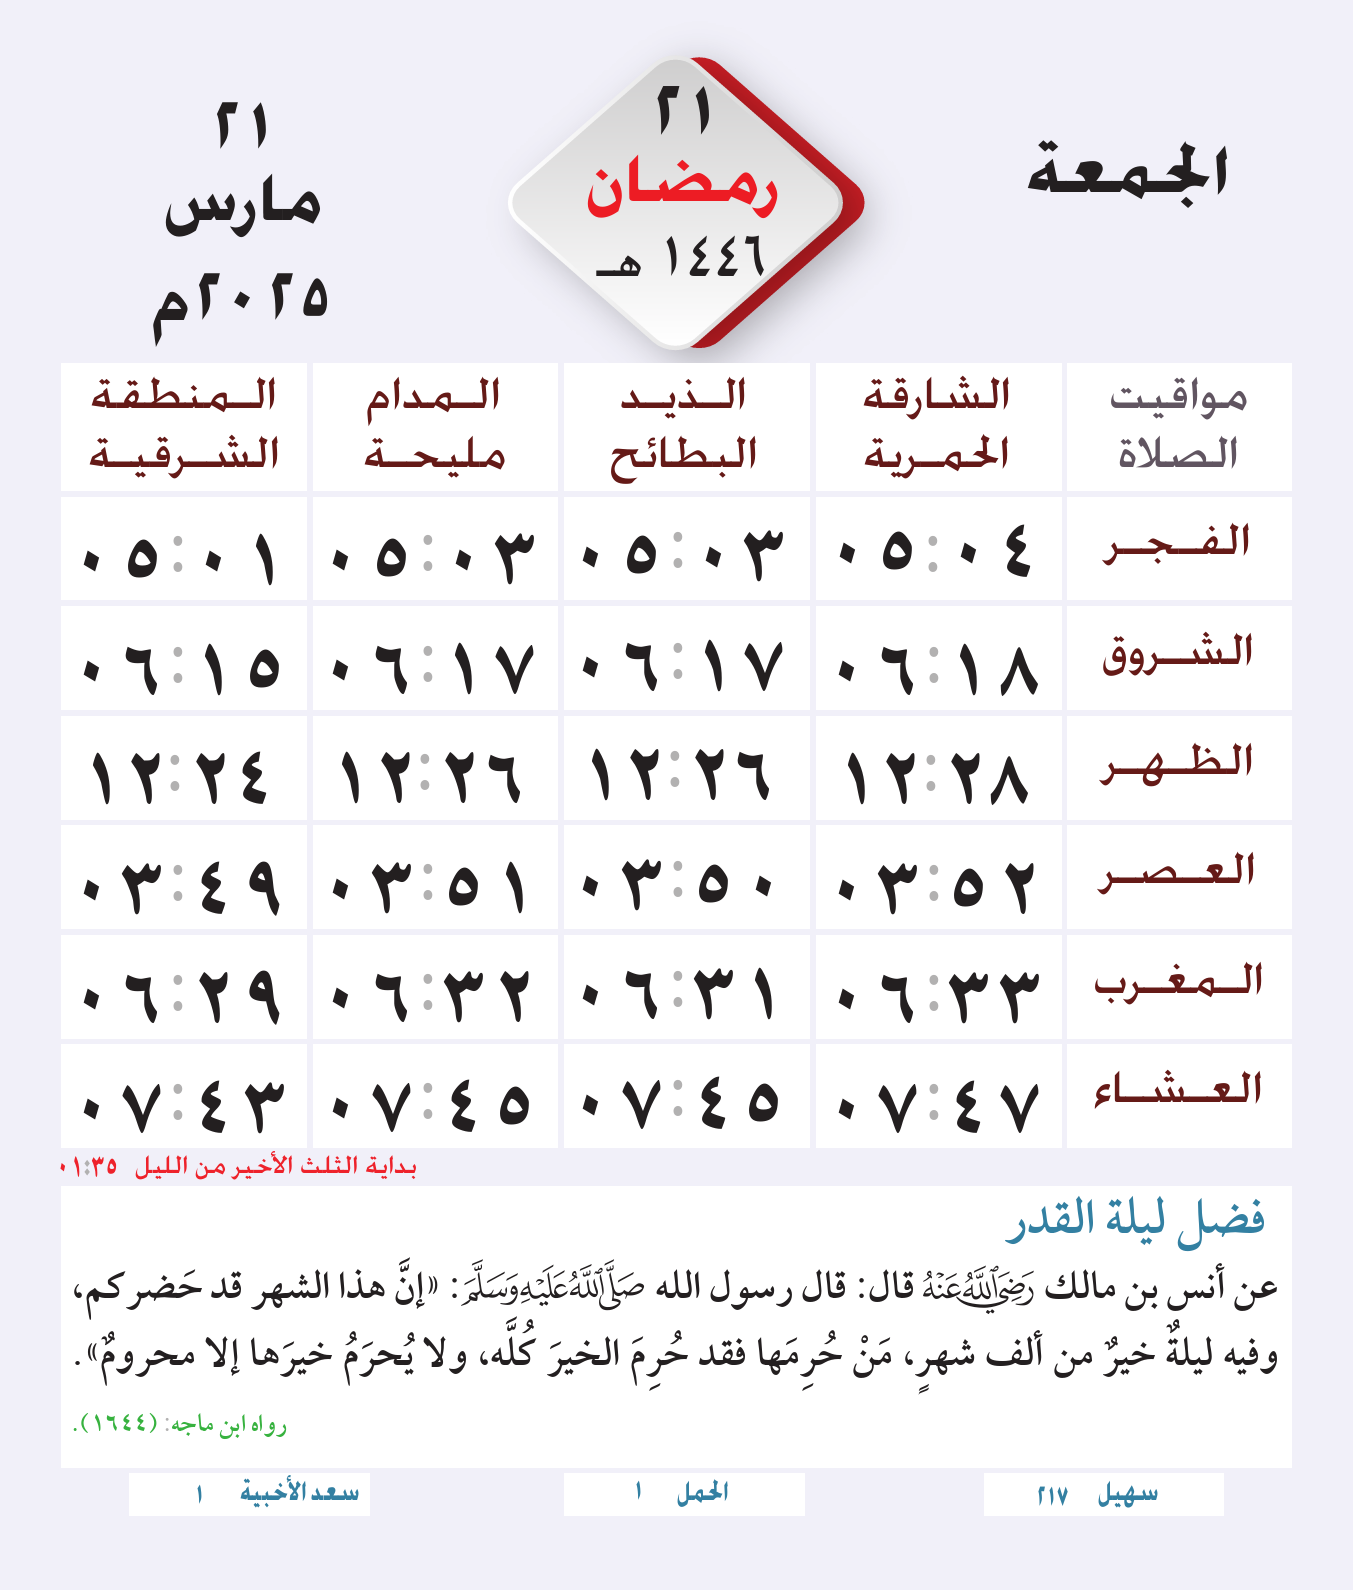 الجمعة
٢١
رمضان
١٤٤٦ هـ
٢١
مارس
٢٠٢٥م
مواقيت الصلاة	الشارقة الحمرية	الذيد البطائح	المدام مليحة	المنطقة الشرقية
الفجر	٠٥:٠٤	٠٥:٠٣	٠٥:٠٣	٠٥:٠١
الشروق	٠٦:١٨	٠٦:١٧	٠٦:١٧	٠٦:١٥
الظهر	١٢:٢٨	١٢:٢٦	١٢:٢٦	١٢:٢٤
العصر	٠٣:٥٢	٠٣:٥٠	٠٣:٥١	٠٣:٤٩
المغرب	٠٦:٣٣	٠٦:٣١	٠٦:٣٢	٠٦:٢٩
العشاء	٠٧:٤٧	٠٧:٤٥	٠٧:٤٥	٠٧:٤٣
بداية الثلث الأخير من الليل ٠١:٣٥
فضل ليلة القدر
عن أنس بن مالك رَضِيَ اللَّهُ عَنْهُ قال: قال رسول الله صَلَّى اللَّهُ عَلَيْهِ وَسَلَّمَ: «إنَّ هذا الشهر قد حَضركم،
وفيه ليلةٌ خيرٌ من ألف شهرٍ، مَنْ حُرِمَها فقد حُرِمَ الخيرَ كُلَّه، ولا يُحرَمُ خيرَها إلا محرومٌ».
رواه ابن ماجه: (١٦٤٤).
سهيل ٢١٧	الحمل ١	سعد الأخبية ١